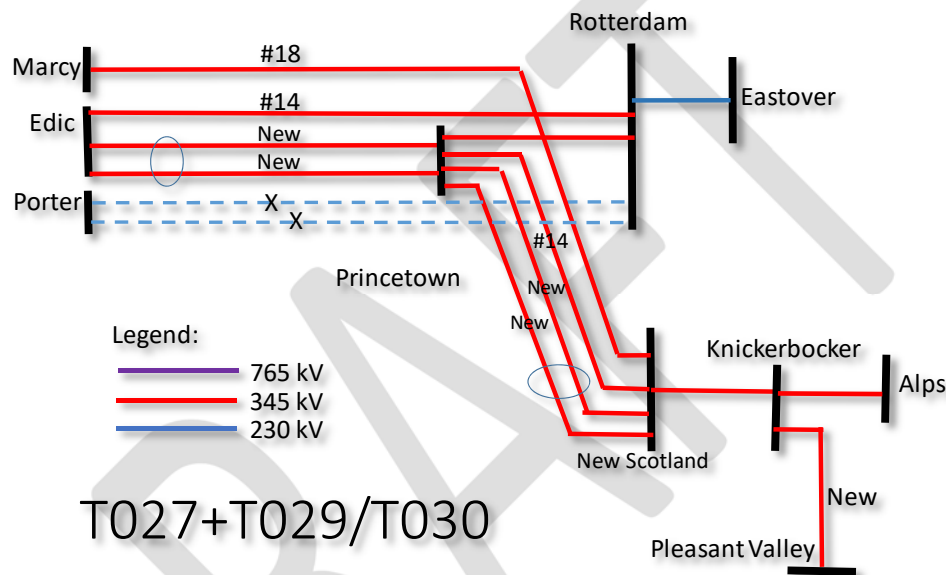 Rotterdam
Marcy
#18
Eastover
Edic
#14
New
New
Porter
X
X
#14
Princetown
New
New
Legend:
765 kV
345 kV
230 kV
Knickerbocker
Alps
New Scotland
New
T027+T029/T030
Pleasant Valley
DRAFT